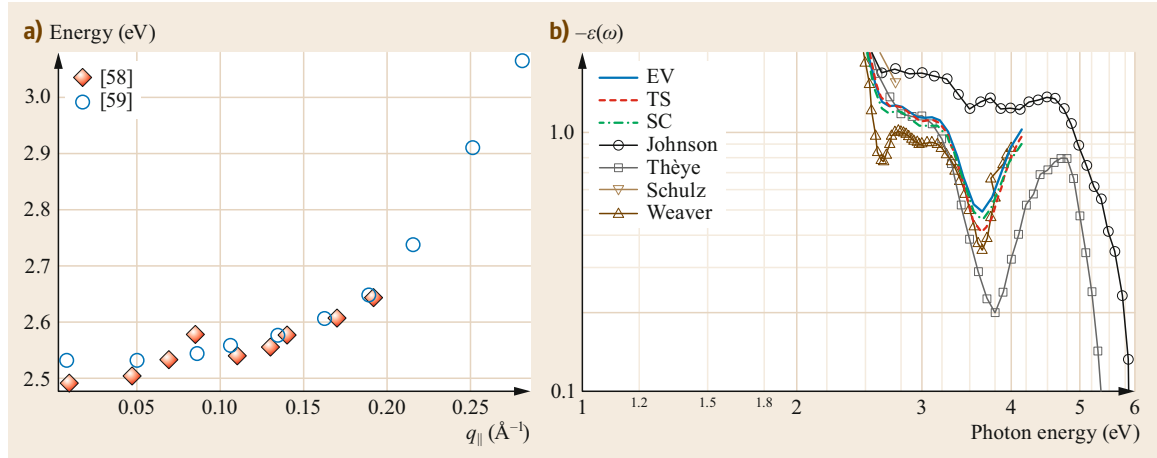 a) Energy (eV)
[58]
[59]
3.0
2.9
2.8
2.7
2.6
2.5
0.05 0.10 0.15 0.20 0.25
q|| (Å–1)
b) –ε(ω)
EV
TS
SC
Johnson
Thèye
Schulz
Weaver
1.0
0.1
1 1.2 1.5 1.8 2 3 4 5 6
Photon energy (eV)